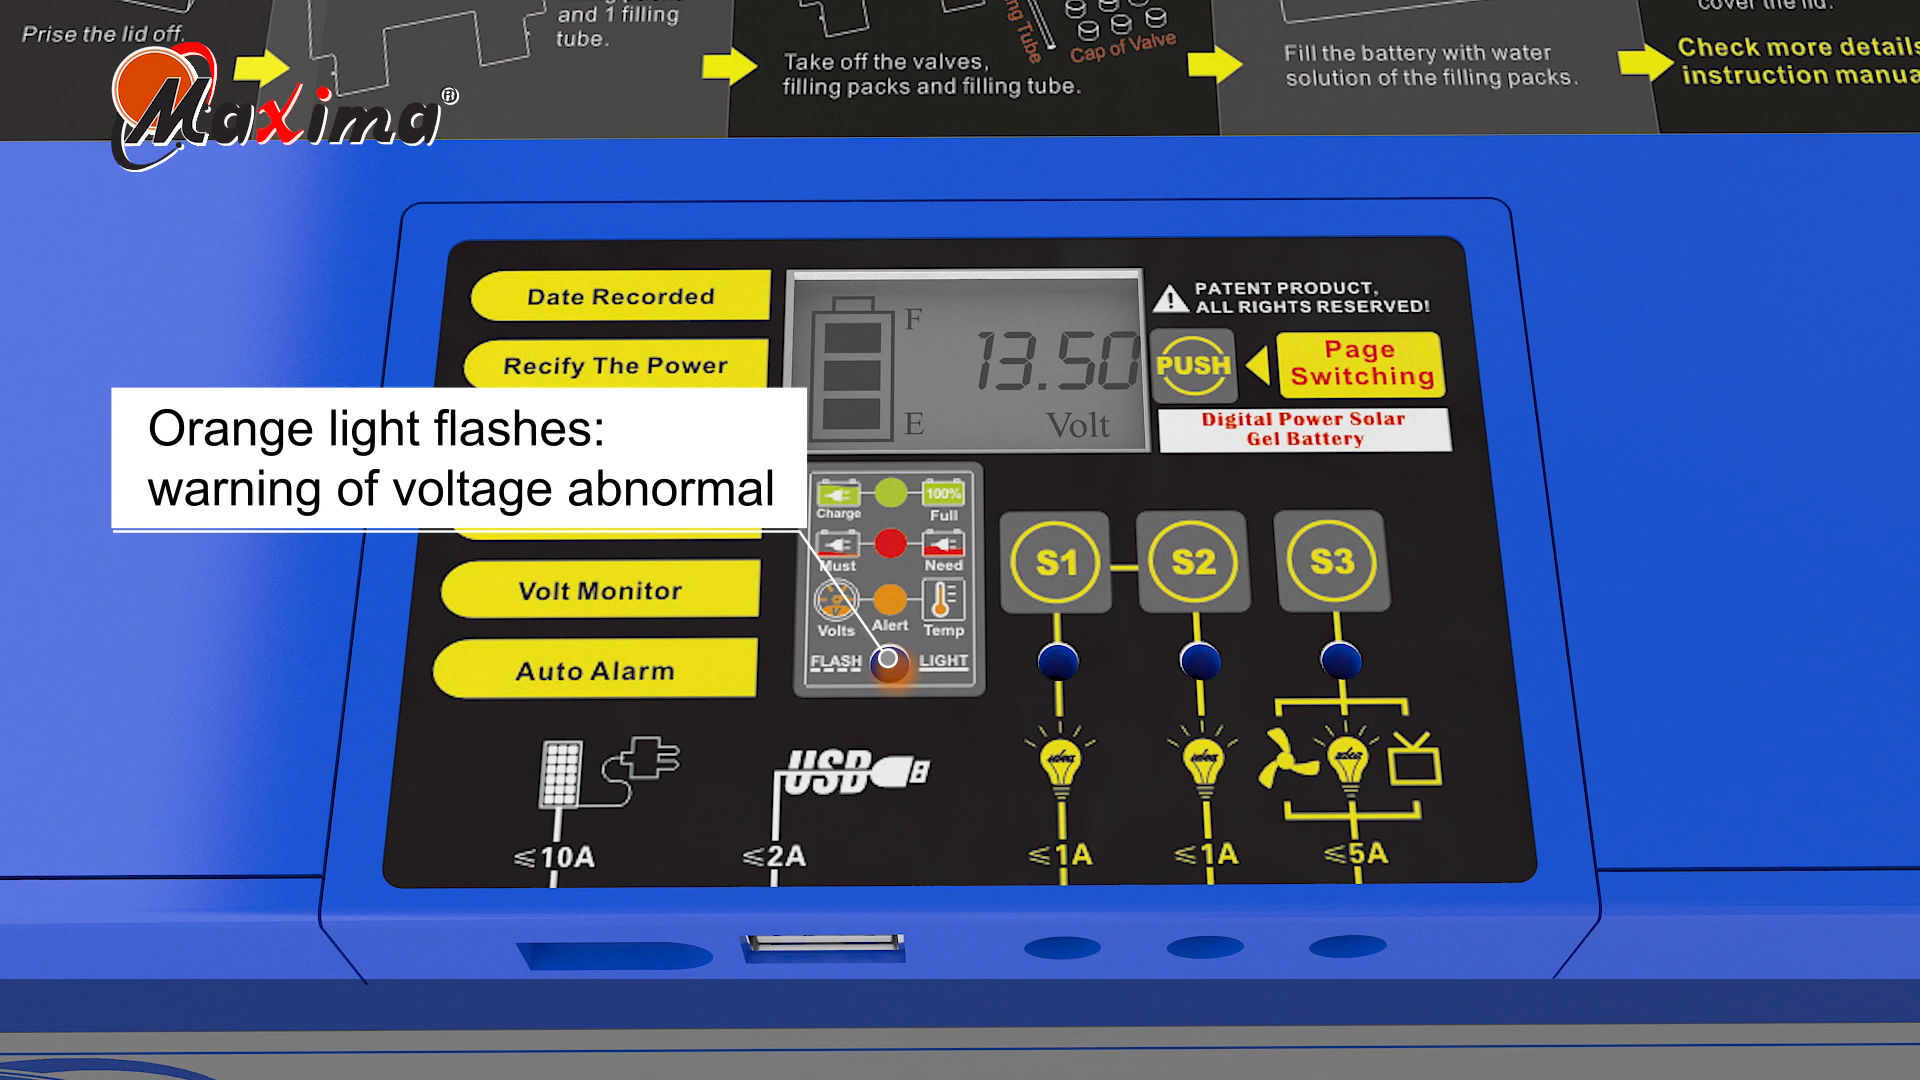 Prise the lid off.
and 1 filling
tube.
Take off the valves,
filling packs and filling tube.
Tube
Cap of Valve
Fill the battery with water
solution of the filling packs.
cover the lid.
Check more details
instruction manua
Maxima®
Date Recorded
Recify The Power
Orange light flashes:
warning of voltage abnormal
Volt Monitor
Auto Alarm
F
E
13.50
Volt
PATENT PRODUCT,
ALL RIGHTS RESERVED!
PUSH
Page
Switching
Digital Power Solar
Gel Battery
Charge
100%
Full
Must
Need
Volts
Alert
Temp
FLASH
LIGHT
S1
S2
S3
USB
idea
idea
idea
≤10A
≤2A
≤1A
≤1A
≤5A